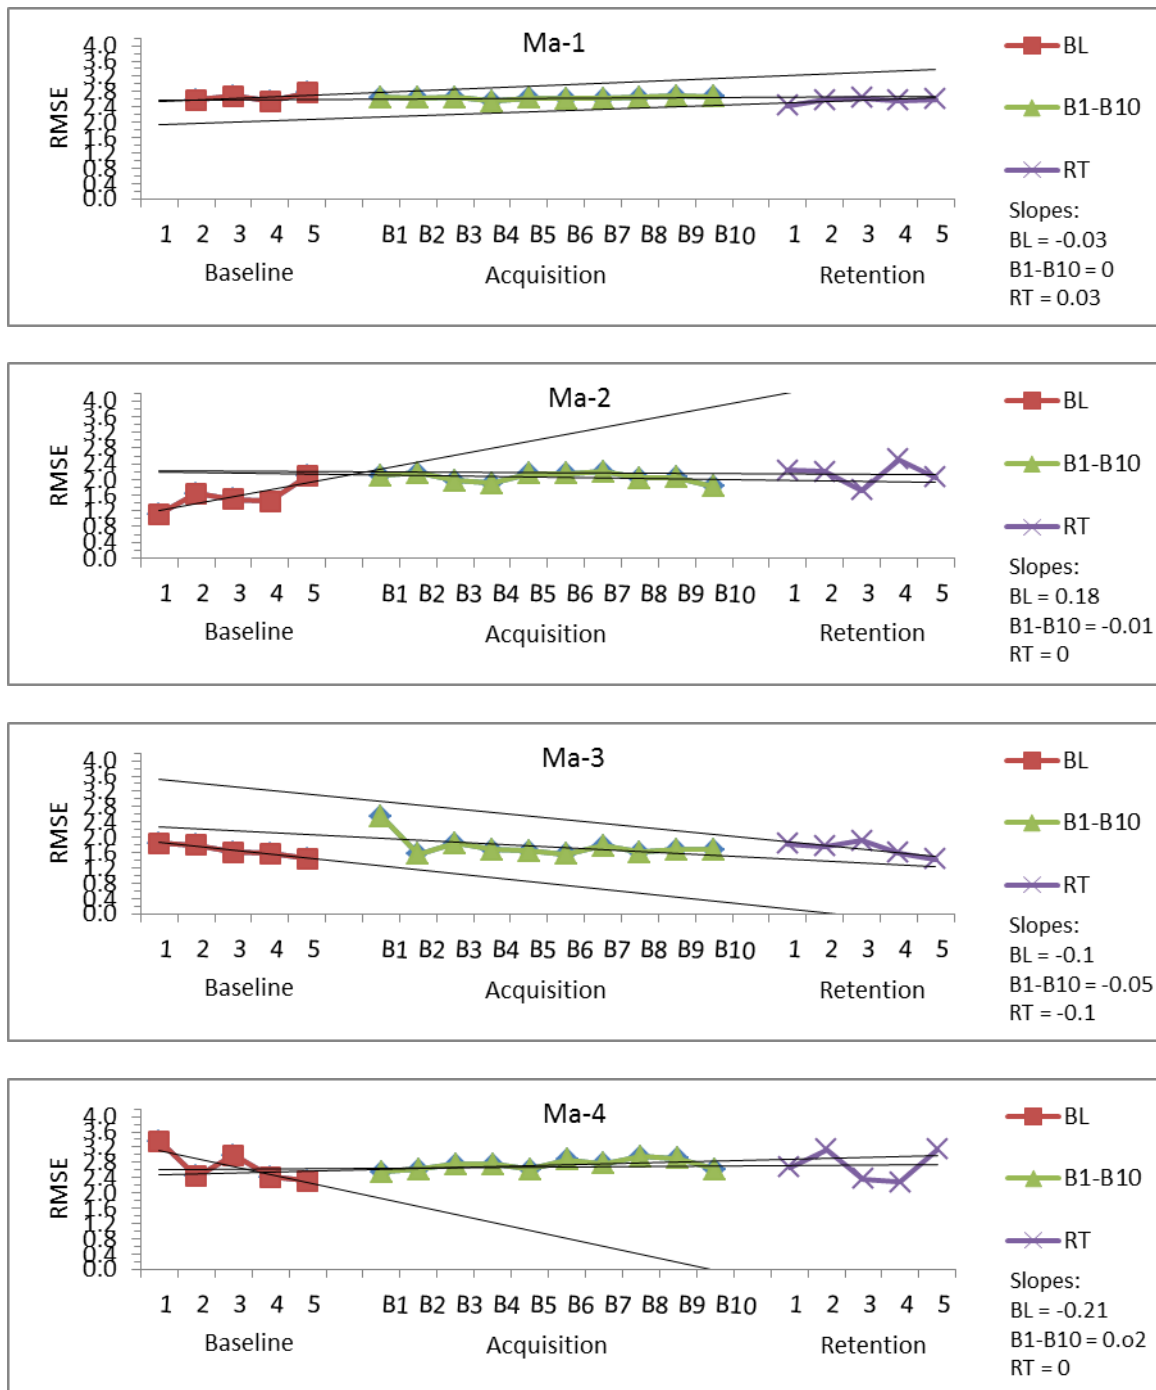 Ma-1
RMSE
4.0
3.6
3.2
2.8
2.4
2.0
1.6
1.2
0.8
0.4
0.0
1 2 3 4 5 B1 B2 B3 B4 B5 B6 B7 B8 B9 B10 1 2 3 4 5
Baseline Acquisition Retention
BL
B1-B10
RT
Slopes:
BL = -0.03
B1-B10 = 0
RT = 0.03
Ma-2
RMSE
4.0
3.6
3.2
2.8
2.4
2.0
1.6
1.2
0.8
0.4
0.0
1 2 3 4 5 B1 B2 B3 B4 B5 B6 B7 B8 B9 B10 1 2 3 4 5
Baseline Acquisition Retention
BL
B1-B10
RT
Slopes:
BL = 0.18
B1-B10 = -0.01
RT = 0
Ma-3
RMSE
4.0
3.6
3.2
2.8
2.4
2.0
1.6
1.2
0.8
0.4
0.0
1 2 3 4 5 B1 B2 B3 B4 B5 B6 B7 B8 B9 B10 1 2 3 4 5
Baseline Acquisition Retention
BL
B1-B10
RT
Slopes:
BL = -0.1
B1-B10 = -0.05
RT = -0.1
Ma-4
RMSE
4.0
3.6
3.2
2.8
2.4
2.0
1.6
1.2
0.8
0.4
0.0
1 2 3 4 5 B1 B2 B3 B4 B5 B6 B7 B8 B9 B10 1 2 3 4 5
Baseline Acquisition Retention
BL
B1-B10
RT
Slopes:
BL = -0.21
B1-B10 = 0.o2
RT = 0